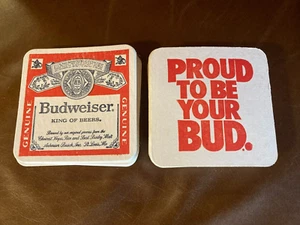 GENUINE
Budweiser.
KING OF BEERS.
Brewed by our original process from the
Choicest Hops, Rice and Best Barley Malt
Anheuser-Busch, Inc. St. Louis, Mo.
GENUINE
PROUD
TO BE
YOUR
BUD.